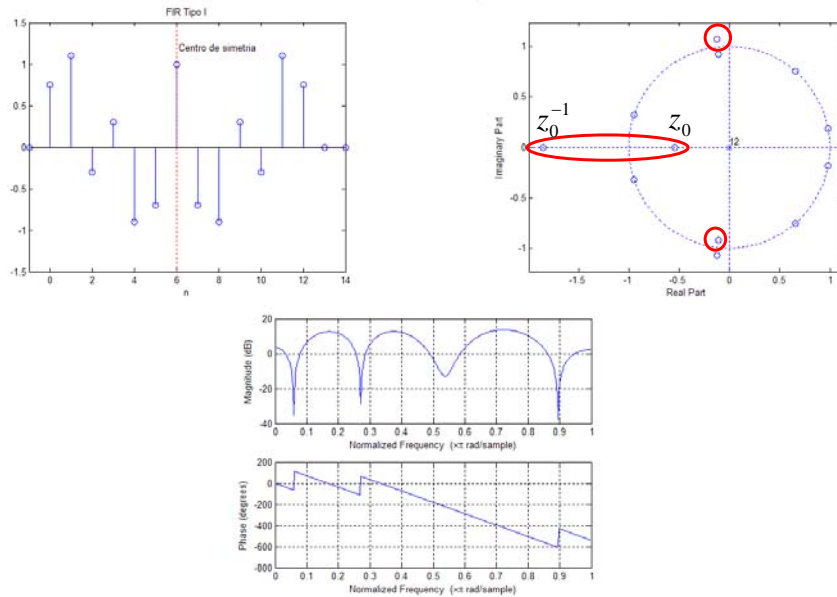 FIR Tipo I
Centro de simetria
1.5
1
0.5
0
-0.5
-1
-1.5
0 2 4 6 8 10 12 14
n
Imaginary Part
1
0.5
0
-0.5
-1
z₀⁻¹ z₀
12
-1.5 -1 -0.5 0 0.5 1
Real Part
Magnitude (dB)
20
0
-20
-40
0 0.1 0.2 0.3 0.4 0.5 0.6 0.7 0.8 0.9 1
Normalized Frequency (×π rad/sample)
Phase (degrees)
200
0
-200
-400
-600
-800
0 0.1 0.2 0.3 0.4 0.5 0.6 0.7 0.8 0.9 1
Normalized Frequency (×π rad/sample)